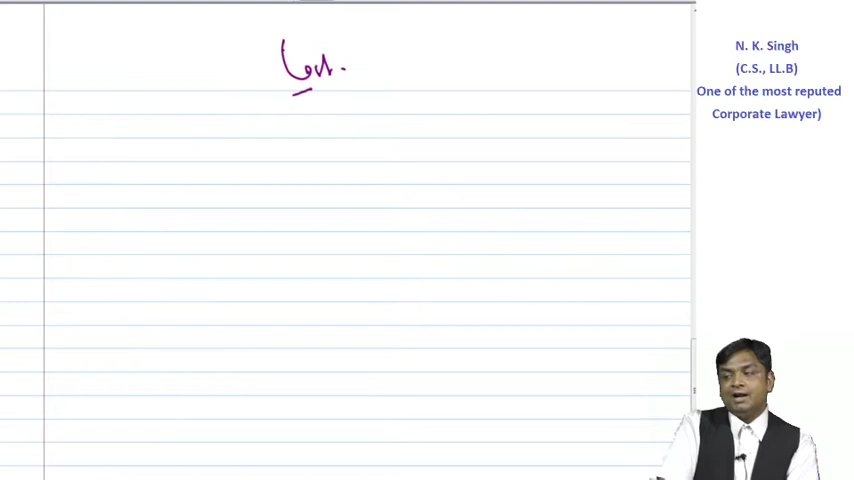 N. K. Singh
(C.S., LL.B)
One of the most reputed
Corporate Lawyer)